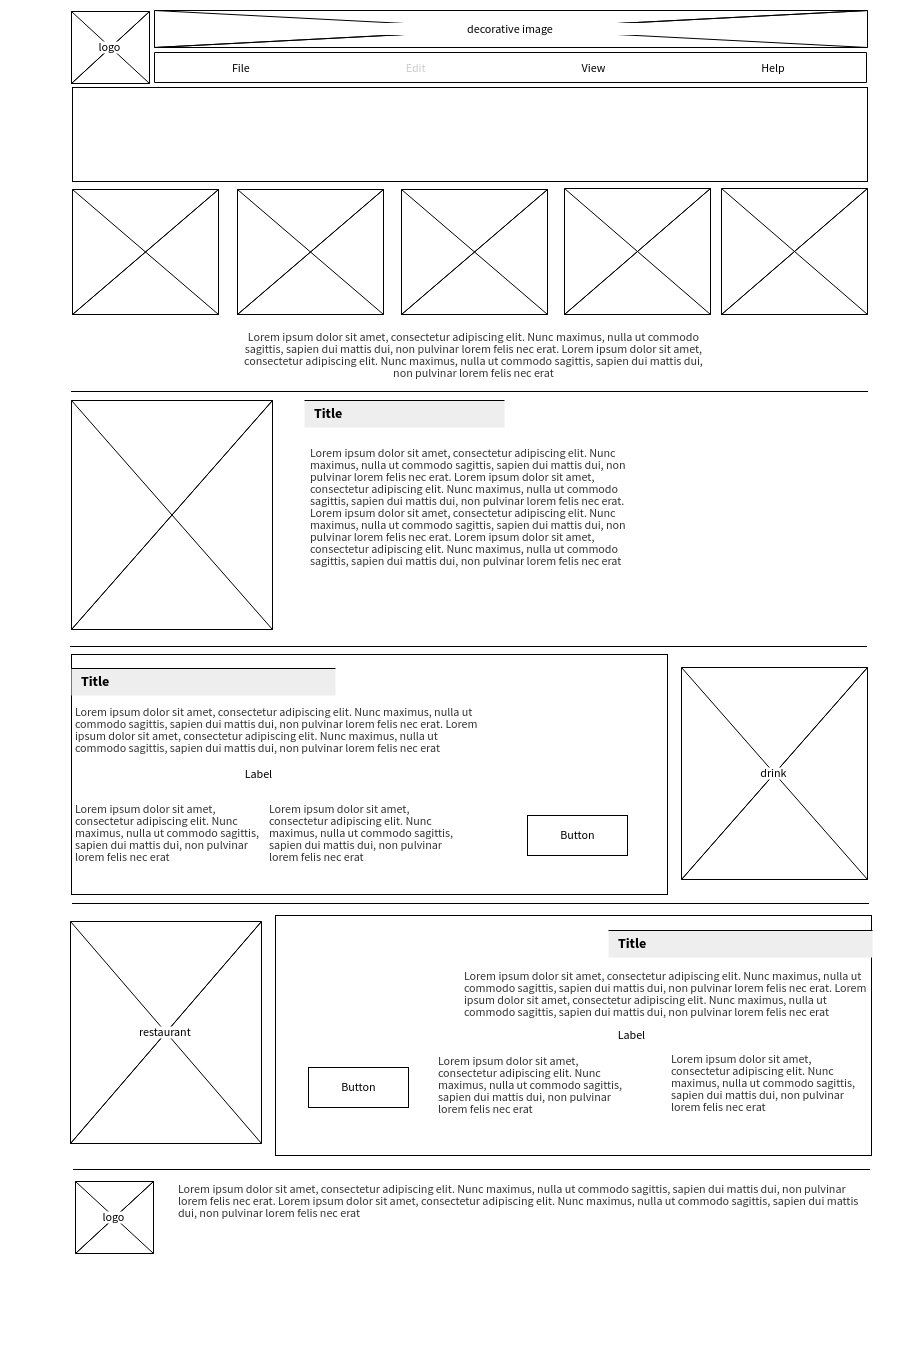 logo
decorative image
File Edit View Help
Lorem ipsum dolor sit amet, consectetur adipiscing elit. Nunc maximus, nulla ut commodo
sagittis, sapien dui mattis dui, non pulvinar lorem felis nec erat. Lorem ipsum dolor sit amet,
consectetur adipiscing elit. Nunc maximus, nulla ut commodo sagittis, sapien dui mattis dui,
non pulvinar lorem felis nec erat
Title
Lorem ipsum dolor sit amet, consectetur adipiscing elit. Nunc
maximus, nulla ut commodo sagittis, sapien dui mattis dui, non
pulvinar lorem felis nec erat. Lorem ipsum dolor sit amet,
consectetur adipiscing elit. Nunc maximus, nulla ut commodo
sagittis, sapien dui mattis dui, non pulvinar lorem felis nec erat.
Lorem ipsum dolor sit amet, consectetur adipiscing elit. Nunc
maximus, nulla ut commodo sagittis, sapien dui mattis dui, non
pulvinar lorem felis nec erat. Lorem ipsum dolor sit amet,
consectetur adipiscing elit. Nunc maximus, nulla ut commodo
sagittis, sapien dui mattis dui, non pulvinar lorem felis nec erat
Title
Lorem ipsum dolor sit amet, consectetur adipiscing elit. Nunc maximus, nulla ut
commodo sagittis, sapien dui mattis dui, non pulvinar lorem felis nec erat. Lorem
ipsum dolor sit amet, consectetur adipiscing elit. Nunc maximus, nulla ut
commodo sagittis, sapien dui mattis dui, non pulvinar lorem felis nec erat
Label
Lorem ipsum dolor sit amet,
consectetur adipiscing elit. Nunc
maximus, nulla ut commodo sagittis,
sapien dui mattis dui, non pulvinar
lorem felis nec erat
Lorem ipsum dolor sit amet,
consectetur adipiscing elit. Nunc
maximus, nulla ut commodo sagittis,
sapien dui mattis dui, non pulvinar
lorem felis nec erat
Button
drink
restaurant
Title
Lorem ipsum dolor sit amet, consectetur adipiscing elit. Nunc maximus, nulla ut
commodo sagittis, sapien dui mattis dui, non pulvinar lorem felis nec erat. Lorem
ipsum dolor sit amet, consectetur adipiscing elit. Nunc maximus, nulla ut
commodo sagittis, sapien dui mattis dui, non pulvinar lorem felis nec erat
Label
Button
Lorem ipsum dolor sit amet,
consectetur adipiscing elit. Nunc
maximus, nulla ut commodo sagittis,
sapien dui mattis dui, non pulvinar
lorem felis nec erat
Lorem ipsum dolor sit amet,
consectetur adipiscing elit. Nunc
maximus, nulla ut commodo sagittis,
sapien dui mattis dui, non pulvinar
lorem felis nec erat
logo
Lorem ipsum dolor sit amet, consectetur adipiscing elit. Nunc maximus, nulla ut commodo sagittis, sapien dui mattis dui, non pulvinar
lorem felis nec erat. Lorem ipsum dolor sit amet, consectetur adipiscing elit. Nunc maximus, nulla ut commodo sagittis, sapien dui mattis
dui, non pulvinar lorem felis nec erat